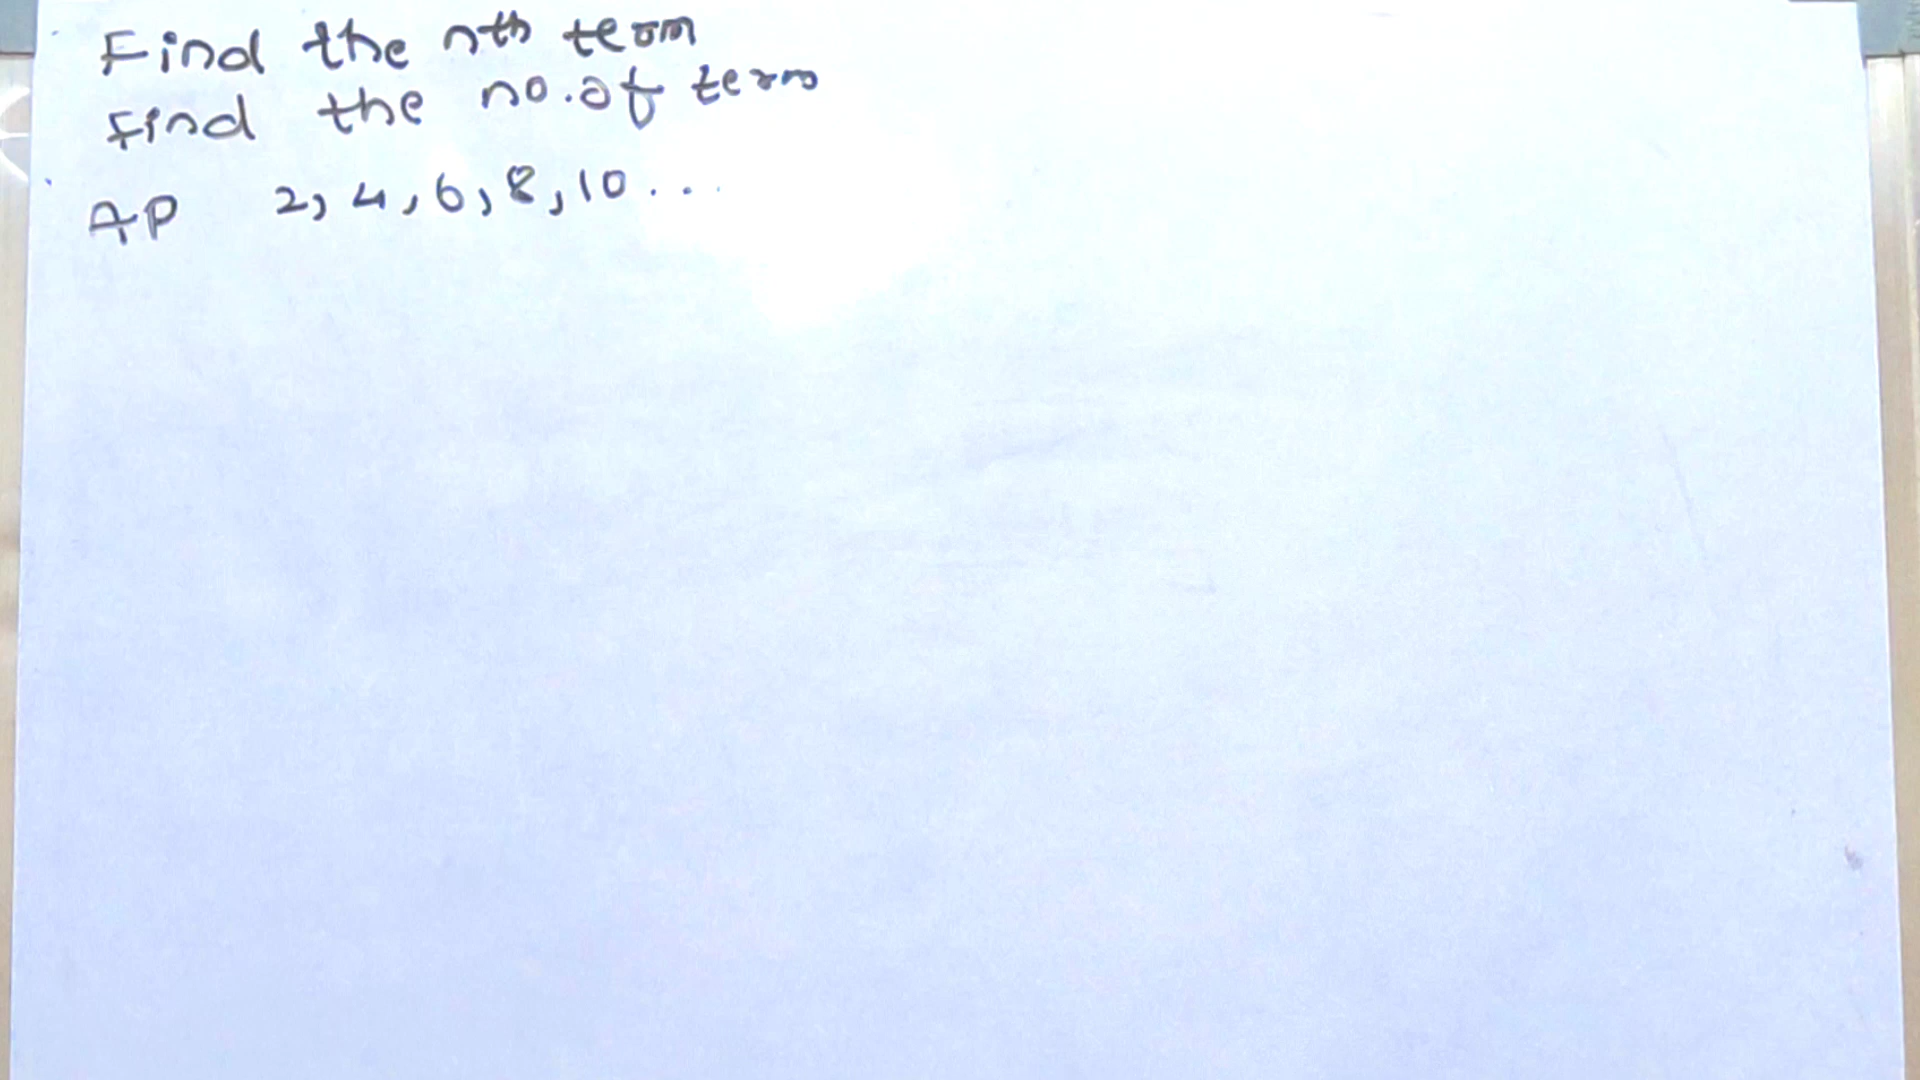 Find the nth term
Find the no.of term
AP 2, 4, 6, 8, 10...